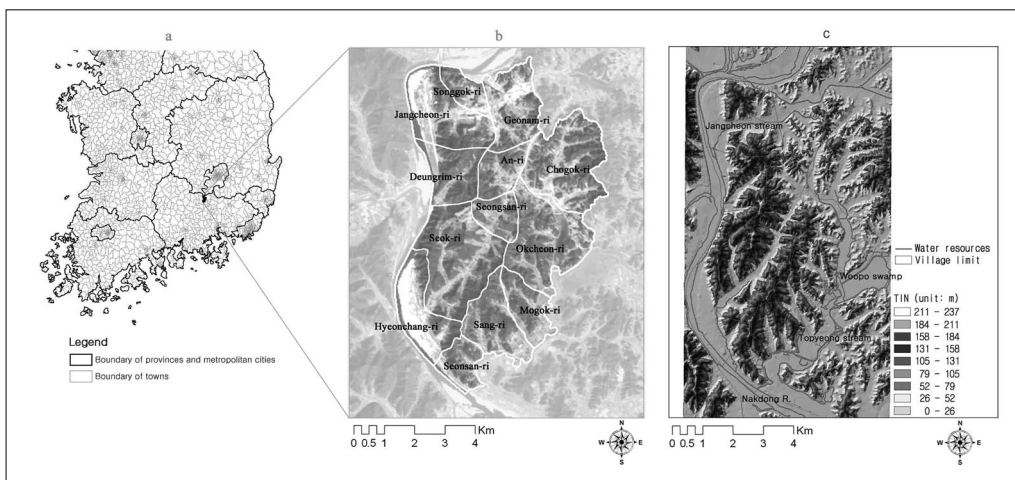 a
Legend
Boundary of provinces and metropolitan cities
Boundary of towns
b
Songgok-ri
Jangcheon-ri
Geonam-ri
An-ri
Chogok-ri
Deungrim-ri
Seongsan-ri
Seok-ri
Okcheon-ri
Mogok-ri
Hyeonchang-ri
Sang-ri
Seonsan-ri
Km
0 0.5 1 2 3 4
N
W E
S
c
Jangcheon stream
Woopo swamp
Topyeong stream
Nakdong R.
Water resources
Village limit
TIN (unit: m)
211 - 237
184 - 211
158 - 184
131 - 158
105 - 131
79 - 105
52 - 79
26 - 52
0 - 26
Km
0 0.5 1 2 3 4
N
W E
S